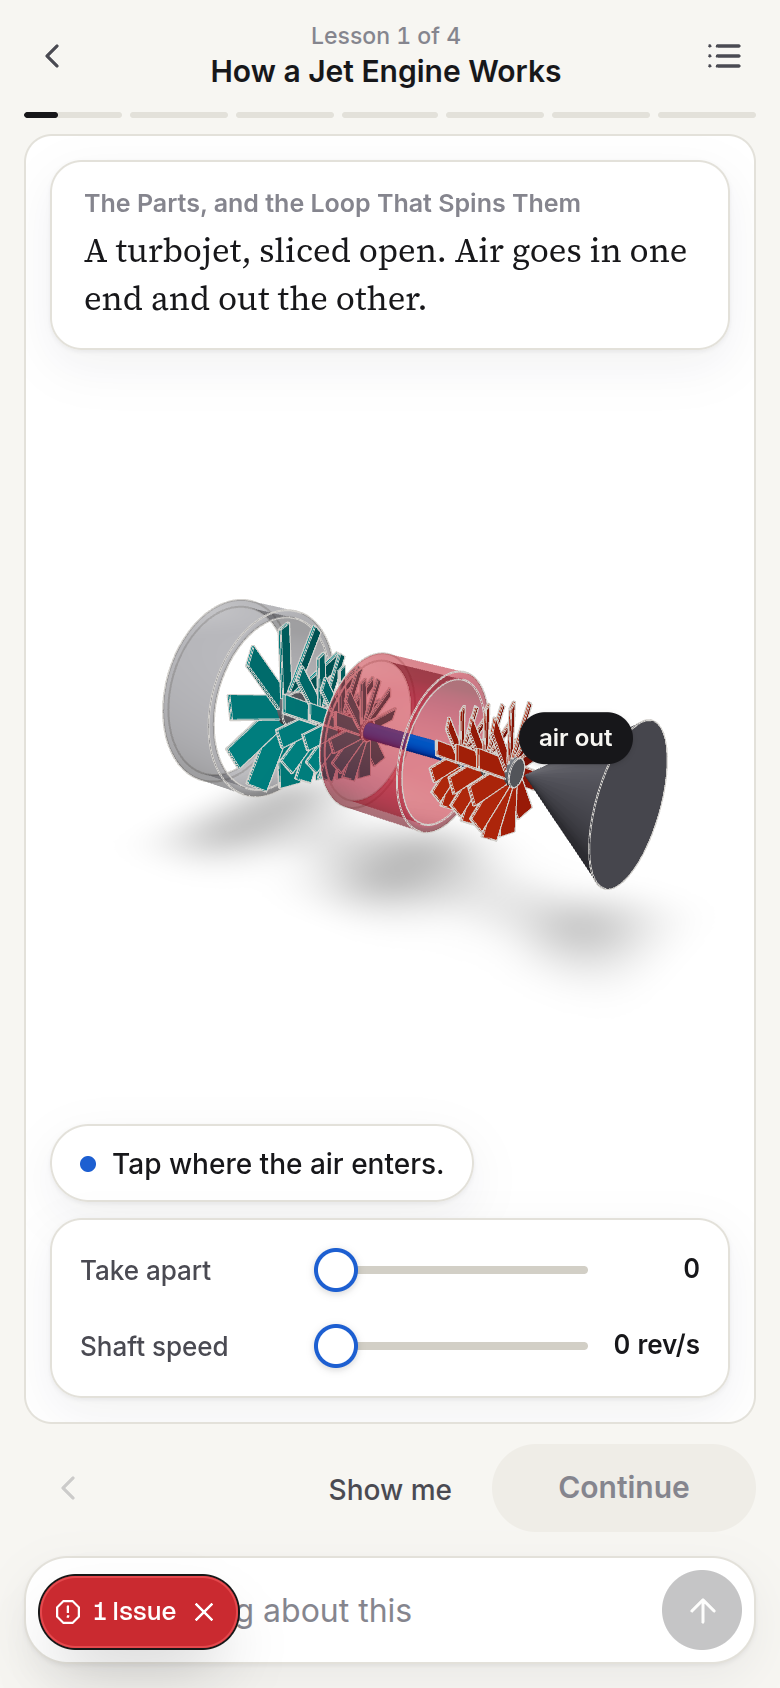 Lesson 1 of 4
How a Jet Engine Works
The Parts, and the Loop That Spins Them
A turbojet, sliced open. Air goes in one
end and out the other.
air out
Tap where the air enters.
Take apart 0
Shaft speed 0 rev/s
Show me Continue
1 Issue about this